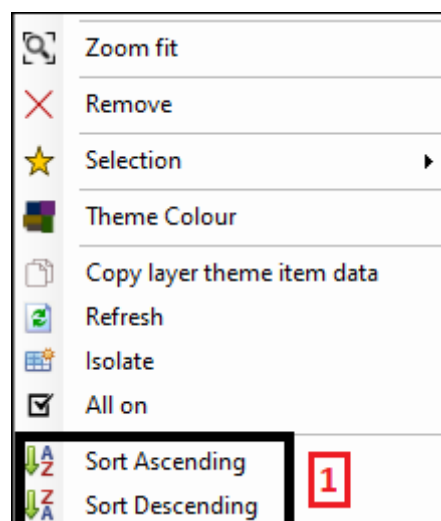 Zoom fit
Remove
Selection
Theme Colour
Copy layer theme item data
Refresh
Isolate
All on
A
Z Sort Ascending
1
Z
A Sort Descending